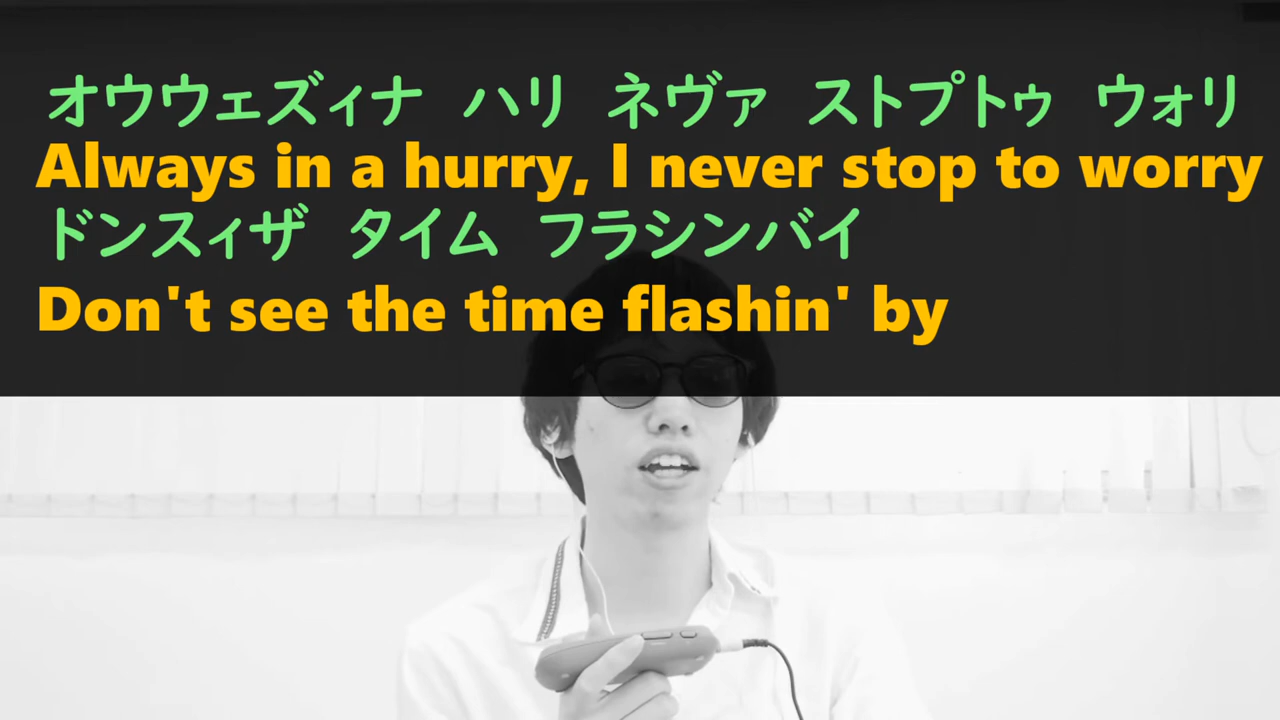 オウウェズィナ ハリ ネヴァ ストプトゥ ウォリ
Always in a hurry, I never stop to worry
ドンスィザ タイム フラシンバイ
Don't see the time flashin' by